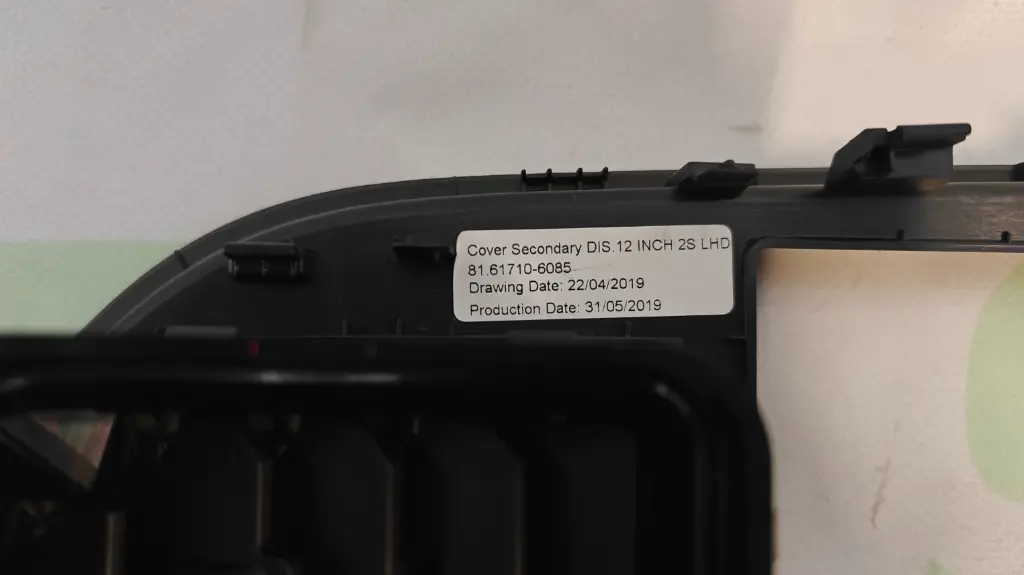 Cover Secondary DIS.12 INCH 2S LHD
81.61710-6085
Drawing Date: 22/04/2019
Production Date: 31/05/2019